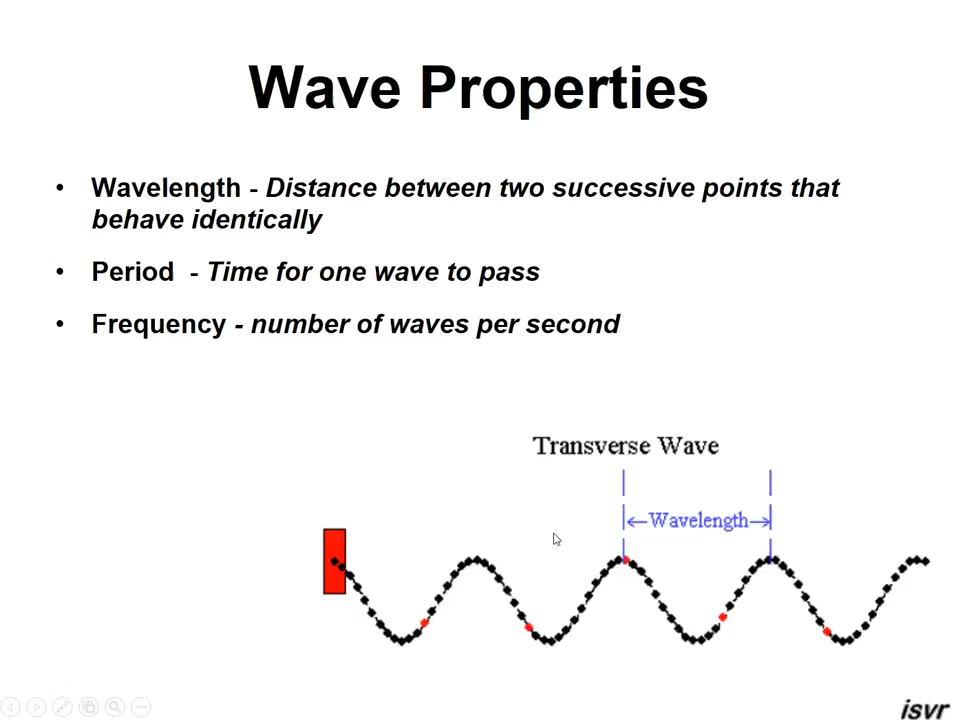 Wave Properties
• Wavelength - Distance between two successive points that
behave identically
• Period - Time for one wave to pass
• Frequency - number of waves per second
Transverse Wave
Wavelength
isvr